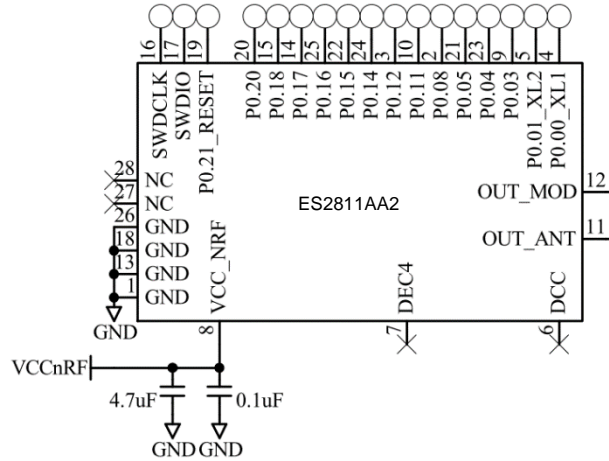 16 17 19 20 15 14 25 22 24 3 10 2 21 23 9 5 4
SWDCLK SWDIO P0.21_RESET P0.20 P0.18 P0.17 P0.16 P0.15 P0.14 P0.12 P0.11 P0.08 P0.05 P0.04 P0.03 P0.01_XL2 P0.00_XL1
28 NC
27 NC
26 GND
18 GND
13 GND
1 GND
GND
ES2811AA2
OUT_MOD 12
OUT_ANT 11
VCC_NRF DEC4 DCC
8 7 6
VCCnRF
4.7uF 0.1uF
GND GND